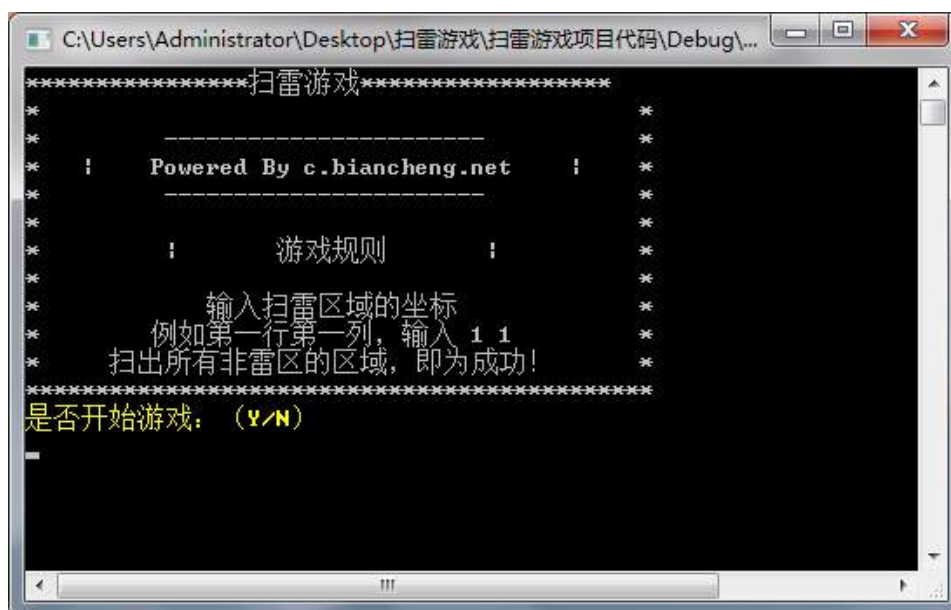 C:\Users\Administrator\Desktop\扫雷游戏\扫雷游戏项目代码\Debug\...
*****************扫雷游戏******************
* *
* ----------------------- *
* | Powered By c.biancheng.net | *
* ----------------------- *
* *
* | 游戏规则 | *
* *
* 输入扫雷区域的坐标 *
* 例如第一行第一列，输入 1 1 *
* 扫出所有非雷区的区域，即为成功! *
*********************************************
是否开始游戏：（Y/N）